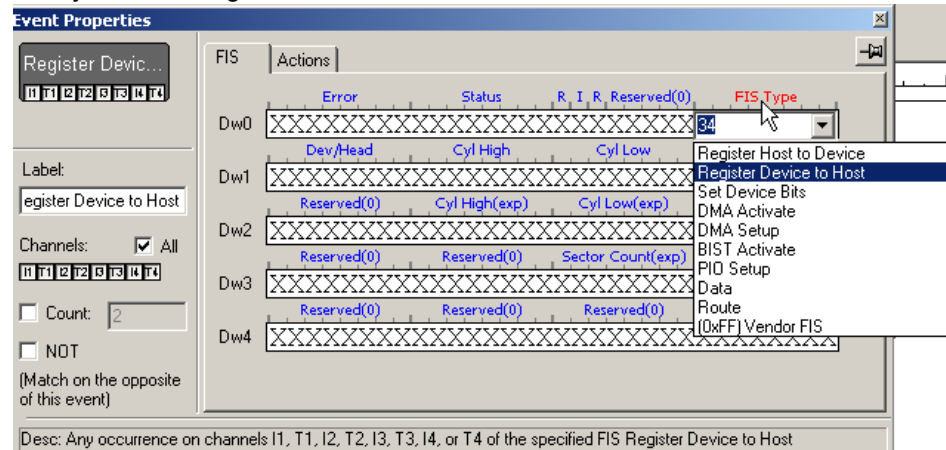 Event Properties
Register Devic...
I1 T1 I2 T2 I3 T3 I4 T4
Label:
egister Device to Host
Channels: All
I1 T1 I2 T2 I3 T3 I4 T4
Count: 2
NOT
(Match on the opposite
of this event)
FIS Actions
Error Status R I R Reserved(0) FIS Type
Dw0 XXXXXXXXXXXXXXXXXXXXXXXX 34
Dev/Head Cyl High Cyl Low
Dw1 XXXXXXXXXXXXXXXXXXXXXXXX
Reserved(0) Cyl High(exp) Cyl Low(exp)
Dw2 XXXXXXXXXXXXXXXXXXXXXXXX
Reserved(0) Reserved(0) Sector Count(exp)
Dw3 XXXXXXXXXXXXXXXXXXXXXXXX
Reserved(0) Reserved(0) Reserved(0)
Dw4 XXXXXXXXXXXXXXXXXXXXXXXXXXXXXXXX
Register Host to Device
Register Device to Host
Set Device Bits
DMA Activate
DMA Setup
BIST Activate
PIO Setup
Data
Route
(0xFF) Vendor FIS
Desc: Any occurrence on channels I1, T1, I2, T2, I3, T3, I4, or T4 of the specified FIS Register Device to Host